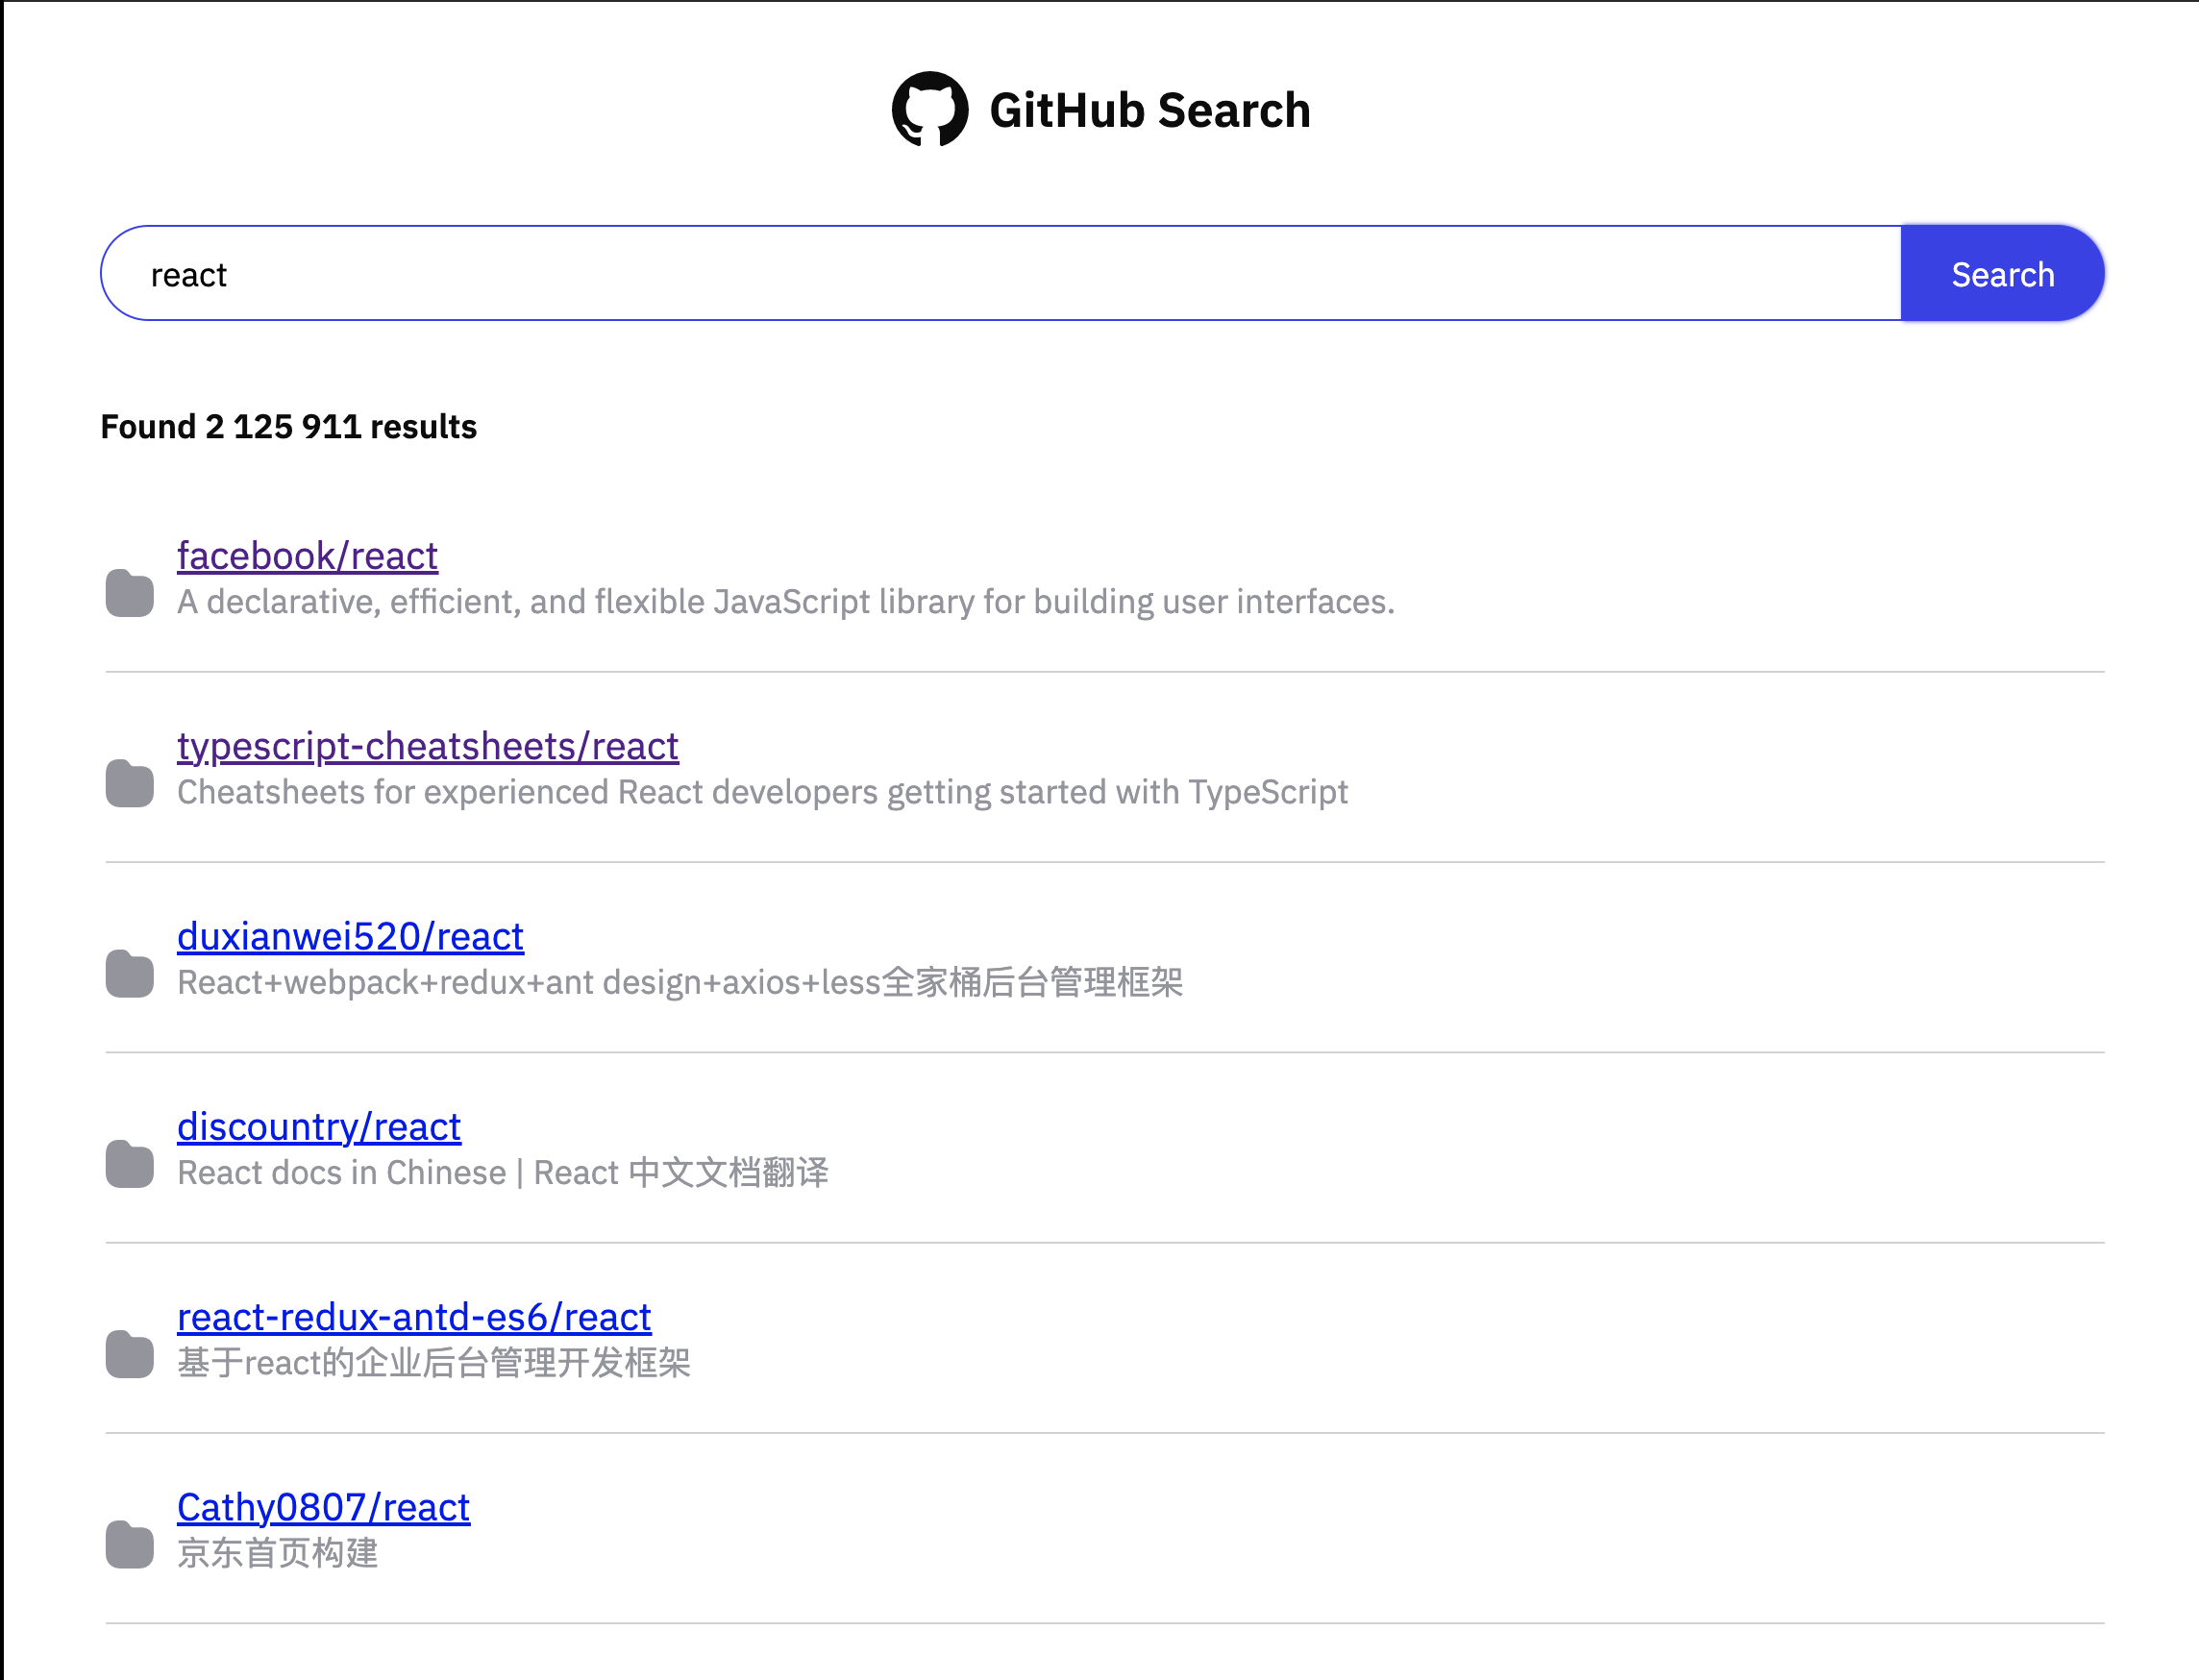 GitHub Search
react
Search
Found 2 125 911 results
facebook/react
A declarative, efficient, and flexible JavaScript library for building user interfaces.
typescript-cheatsheets/react
Cheatsheets for experienced React developers getting started with TypeScript
duxianwei520/react
React+webpack+redux+ant design+axios+less全家桶后台管理框架
discountry/react
React docs in Chinese | React 中文文档翻译
react-redux-antd-es6/react
基于react的企业后台管理开发框架
Cathy0807/react
京东首页构建